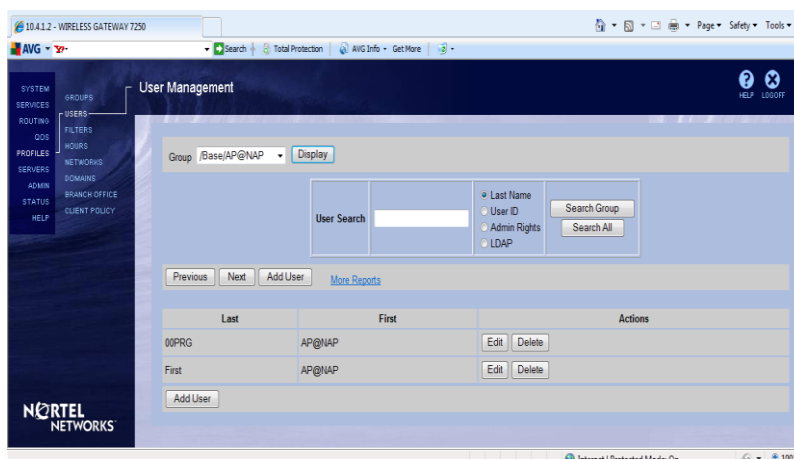 10.4.1.2 - WIRELESS GATEWAY 7250
Page Safety Tools
AVG Y! Search Total Protection AVG Info Get More
SYSTEM
SERVICES
ROUTING
QOS
PROFILES
SERVERS
ADMIN
STATUS
HELP
GROUPS
USERS
FILTERS
HOURS
NETWORKS
DOMAINS
BRANCH OFFICE
CLIENT POLICY
User Management
HELP LOGOFF
Group /Base/AP@NAP Display
User Search
Last Name
User ID
Admin Rights
LDAP
Search Group
Search All
Previous Next Add User More Reports
Last First Actions
00PRG AP@NAP Edit Delete
First AP@NAP Edit Delete
Add User
NORTEL
NETWORKS